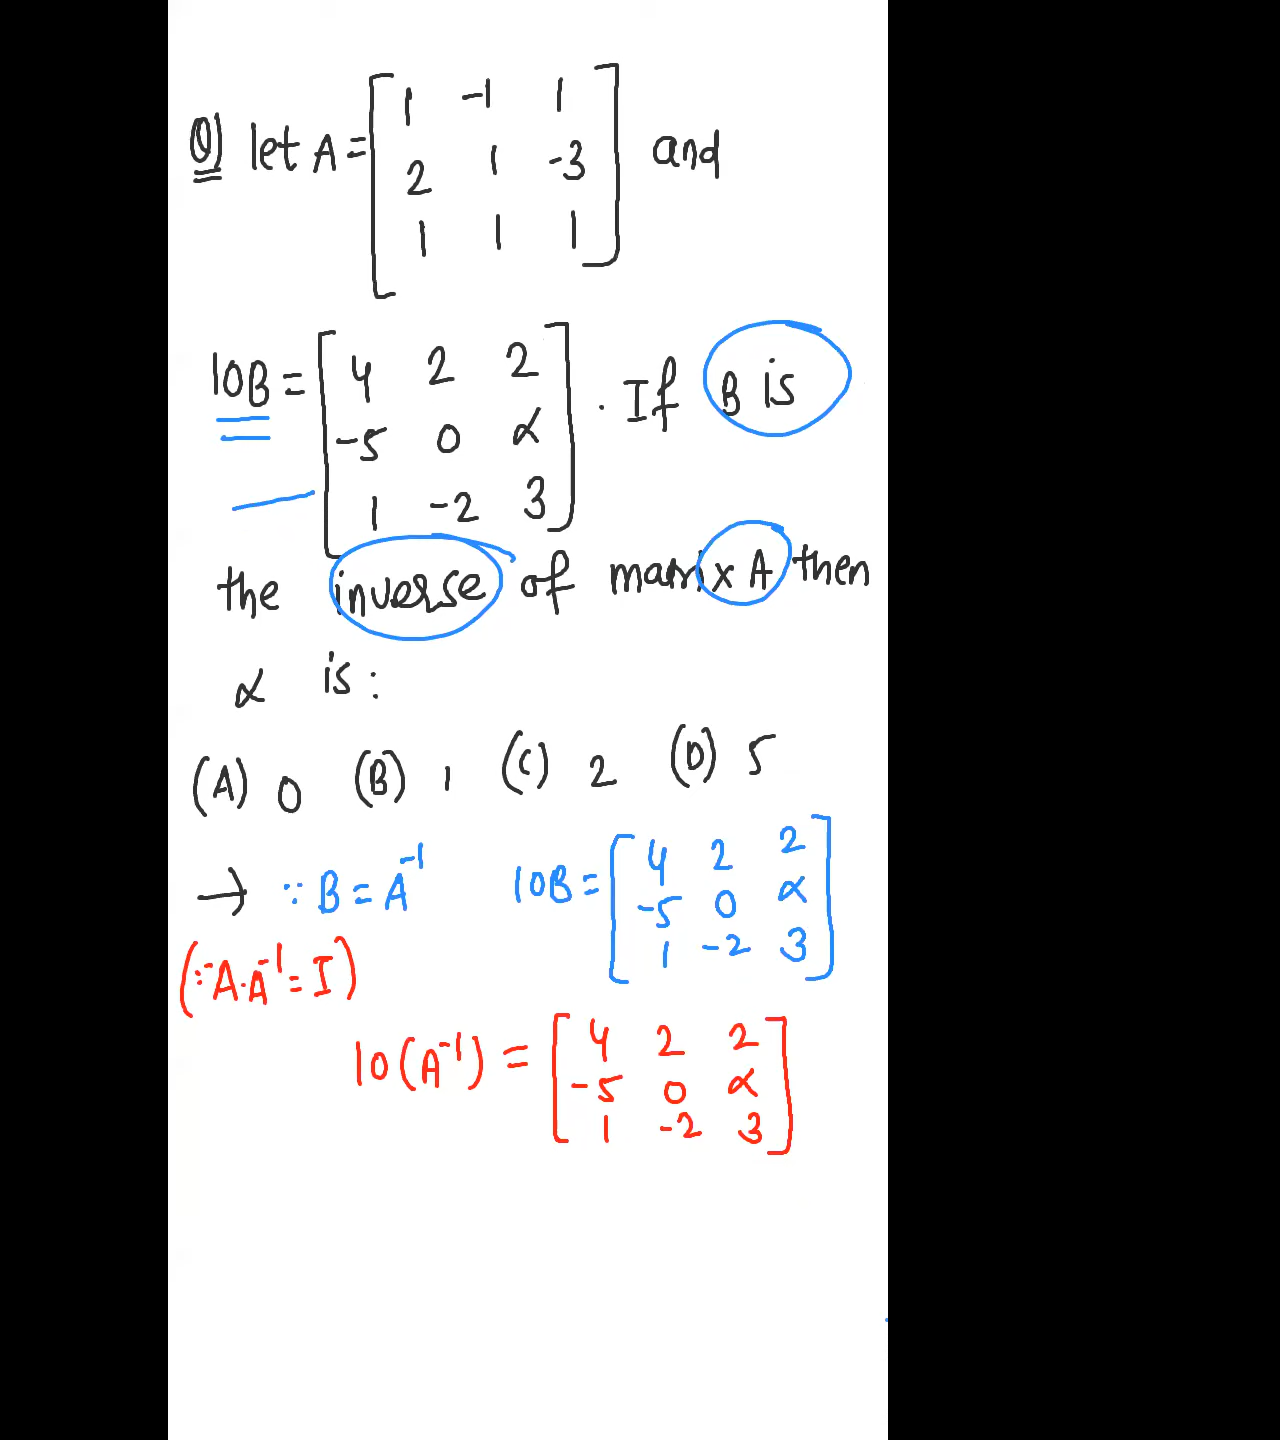 Q) let A = [ 1 -1 1
2 1 -3
1 1 1 ] and
10B = [ 4 2 2
-5 0 α
1 -2 3 ] . If B is
the inverse of matrix A then
α is :
(A) 0 (B) 1 (C) 2 (D) 5
→ ∵ B = A⁻¹ 10B = [ 4 2 2
-5 0 α
1 -2 3 ]
(∵ A·A⁻¹ = I)
10(A⁻¹) = [ 4 2 2
-5 0 α
1 -2 3 ]